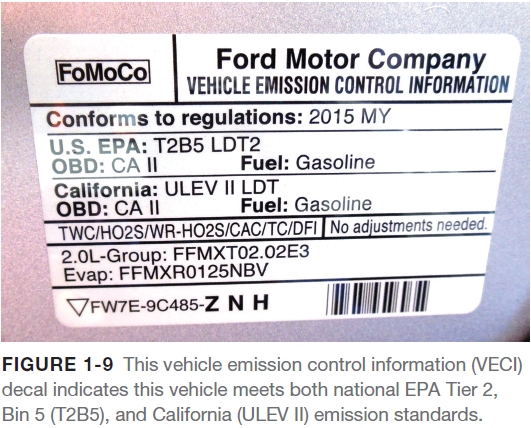 FoMoCo
Ford Motor Company
VEHICLE EMISSION CONTROL INFORMATION
Conforms to regulations: 2015 MY
U.S. EPA: T2B5 LDT2
OBD: CA II Fuel: Gasoline
California: ULEV II LDT
OBD: CA II Fuel: Gasoline
TWC/HO2S/WR-HO2S/CAC/TC/DFI No adjustments needed.
2.0L-Group: FFMXT02.02E3
Evap: FFMXR0125NBV
▽FW7E-9C485-Z N H
FIGURE 1-9 This vehicle emission control information (VECI)
decal indicates this vehicle meets both national EPA Tier 2,
Bin 5 (T2B5), and California (ULEV II) emission standards.